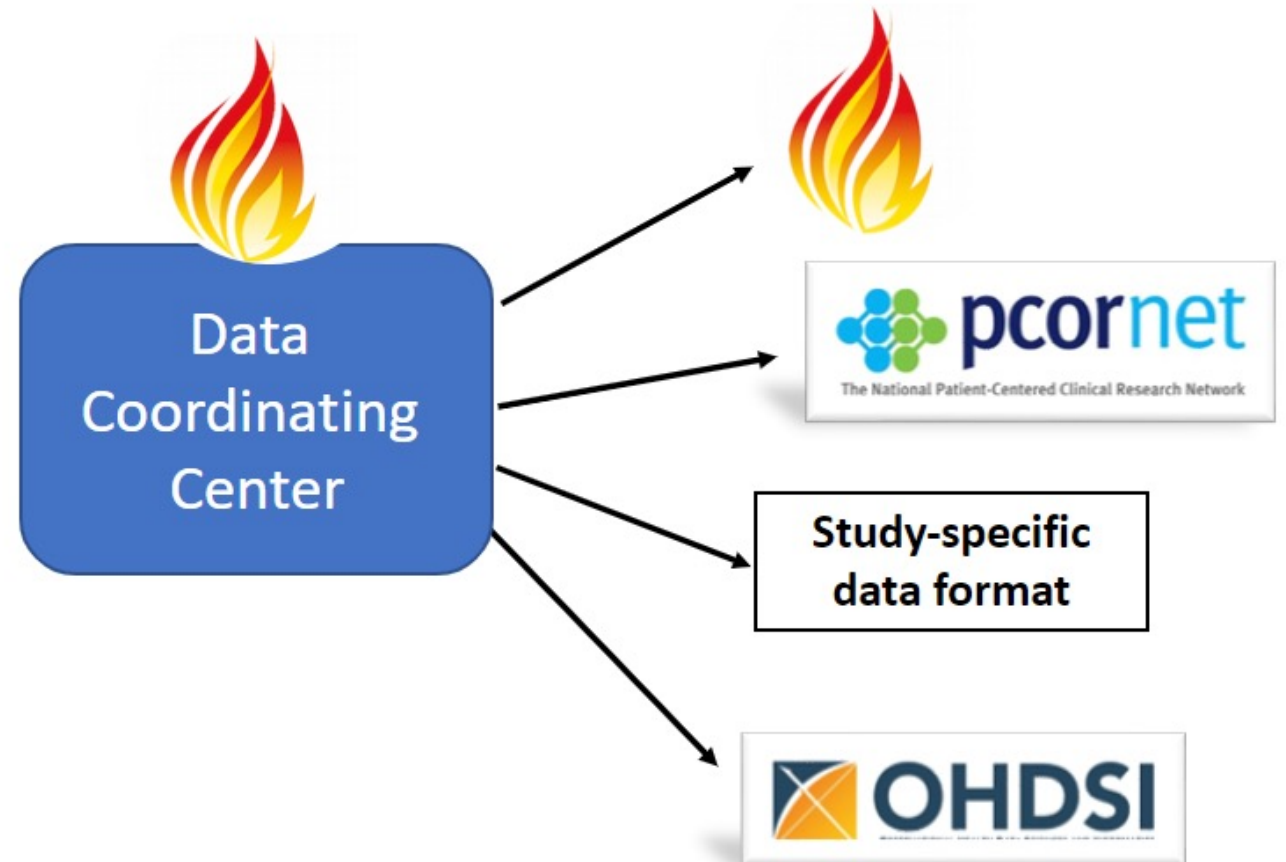 Data
Coordinating
Center
pcornet
The National Patient-Centered Clinical Research Network
Study-specific
data format
OHDSI